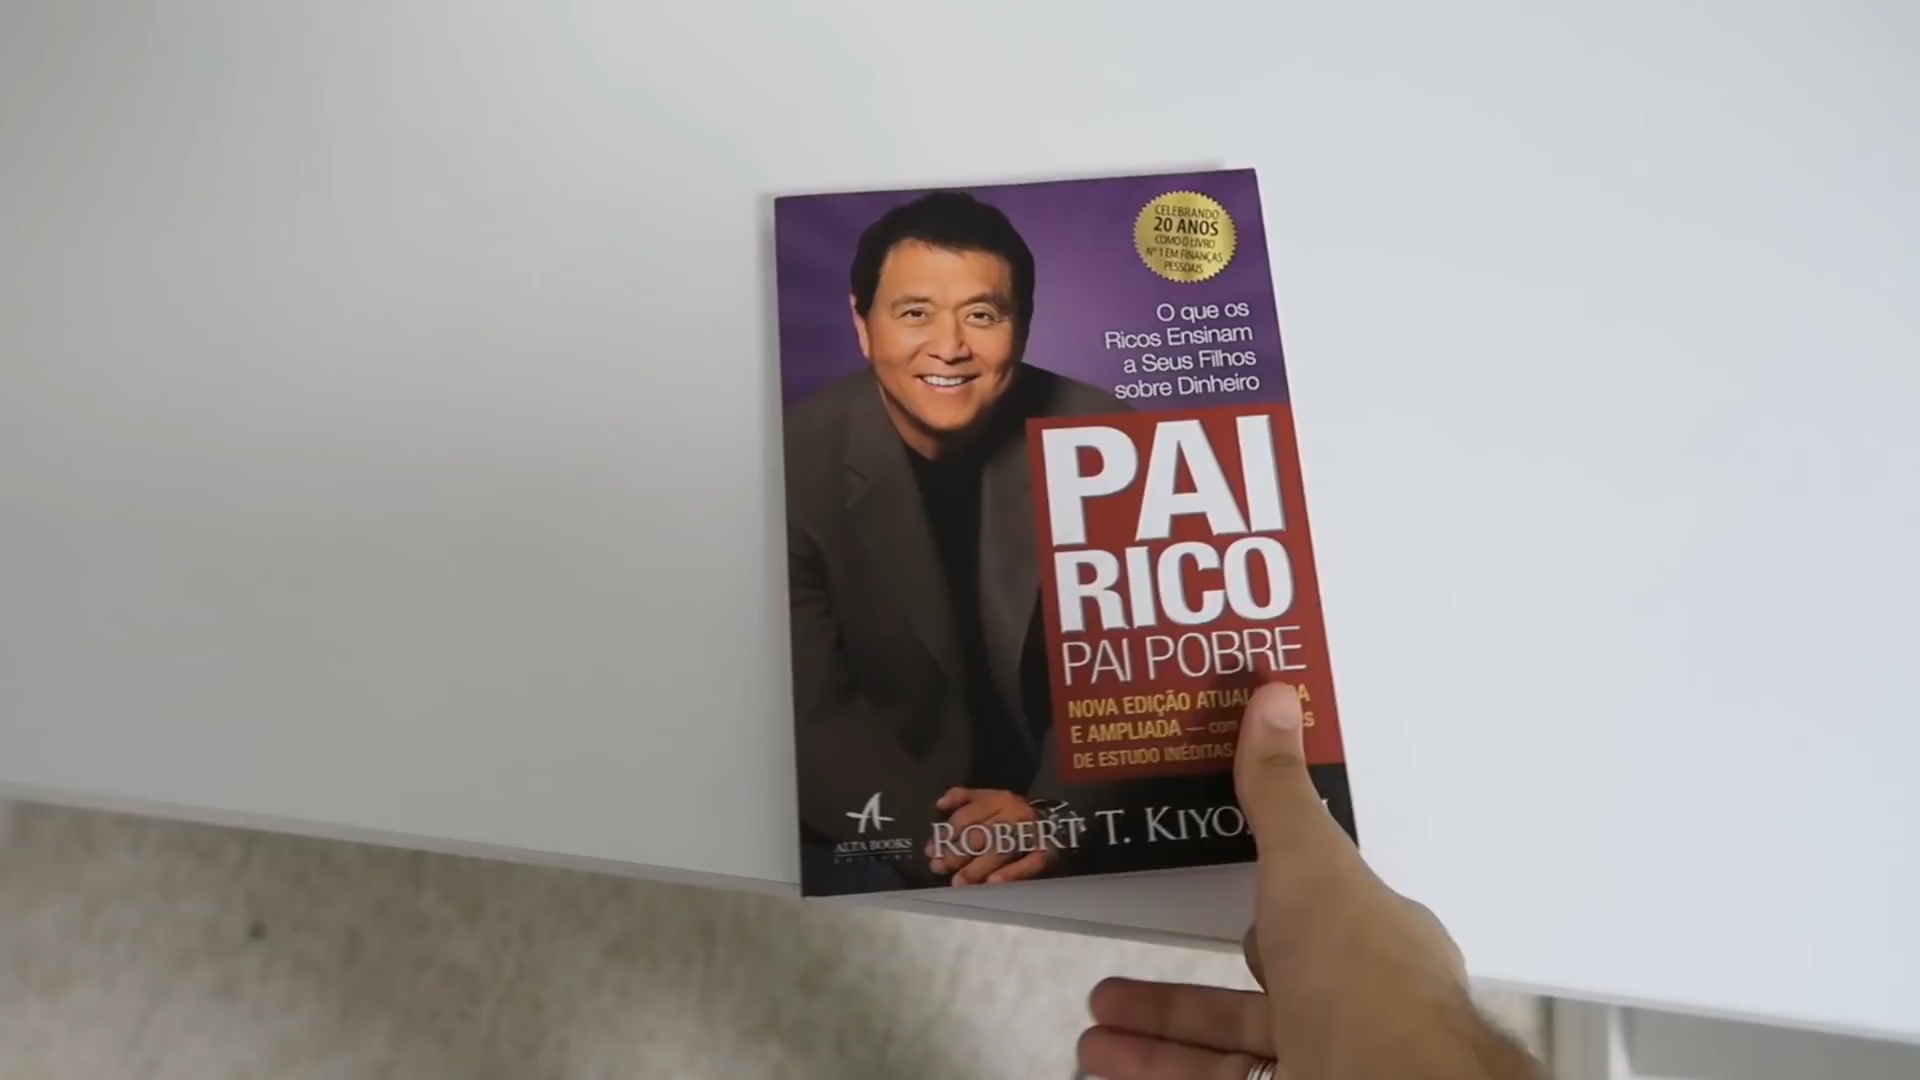 CELEBRANDO
20 ANOS
COMO O LIVRO
Nº 1 EM FINANÇAS
PESSOAIS
O que os
Ricos Ensinam
a Seus Filhos
sobre Dinheiro
PAI
RICO
PAI POBRE
NOVA EDIÇÃO
E AMPLIADA —
DE ESTUDO INÉDITAS
ALTA BOOKS
EDITORA
ROBERT T.